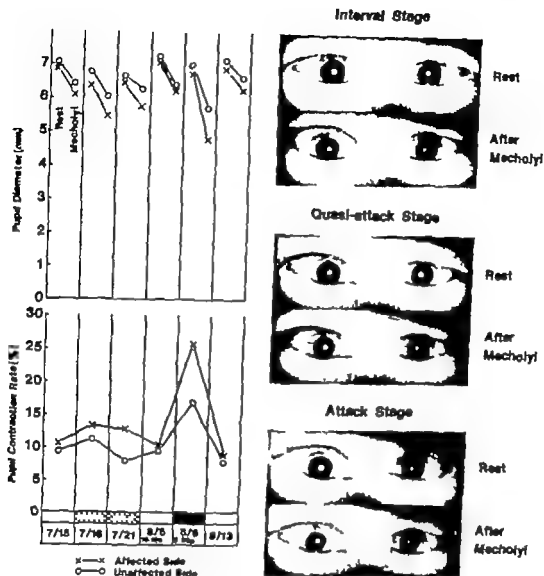 Interval Stage
Rest
After
Mecholyl
Quasi-attack Stage
Rest
After
Mecholyl
Attack Stage
Rest
After
Mecholyl
Pupil Diameter [mm]
7
6
5
4
3
2
1
0
Rest
Mecholyl
Pupil Contraction Rate [%]
30
25
20
15
10
5
0
7/15
7/16
7/21
8/5
8/13
×—× Affected Side
○—○ Unaffected Side